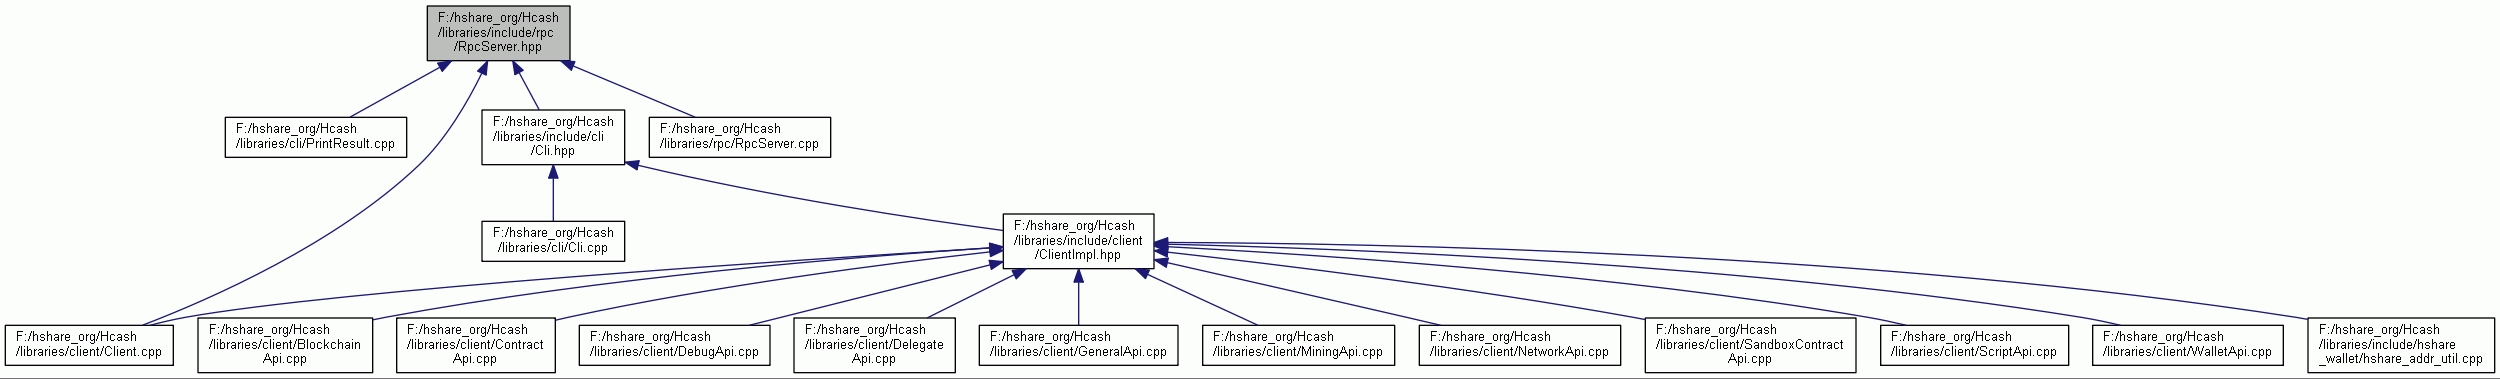 F:/hshare_org/Hcash
/libraries/include/rpc
/RpcServer.hpp
F:/hshare_org/Hcash
/libraries/cli/PrintResult.cpp
F:/hshare_org/Hcash
/libraries/include/cli
/Cli.hpp
F:/hshare_org/Hcash
/libraries/rpc/RpcServer.cpp
F:/hshare_org/Hcash
/libraries/cli/Cli.cpp
F:/hshare_org/Hcash
/libraries/include/client
/ClientImpl.hpp
F:/hshare_org/Hcash
/libraries/client/Client.cpp
F:/hshare_org/Hcash
/libraries/client/Blockchain
Api.cpp
F:/hshare_org/Hcash
/libraries/client/Contract
Api.cpp
F:/hshare_org/Hcash
/libraries/client/DebugApi.cpp
F:/hshare_org/Hcash
/libraries/client/Delegate
Api.cpp
F:/hshare_org/Hcash
/libraries/client/GeneralApi.cpp
F:/hshare_org/Hcash
/libraries/client/MiningApi.cpp
F:/hshare_org/Hcash
/libraries/client/NetworkApi.cpp
F:/hshare_org/Hcash
/libraries/client/SandboxContract
Api.cpp
F:/hshare_org/Hcash
/libraries/client/ScriptApi.cpp
F:/hshare_org/Hcash
/libraries/client/WalletApi.cpp
F:/hshare_org/Hcash
/libraries/include/hshare
_wallet/hshare_addr_util.cpp